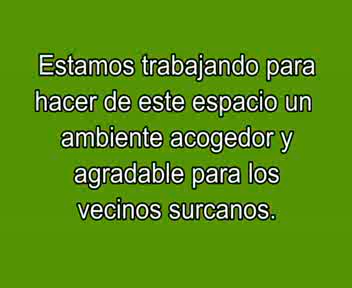 Estamos trabajando para
hacer de este espacio un
ambiente acogedor y
agradable para los
vecinos surcanos.